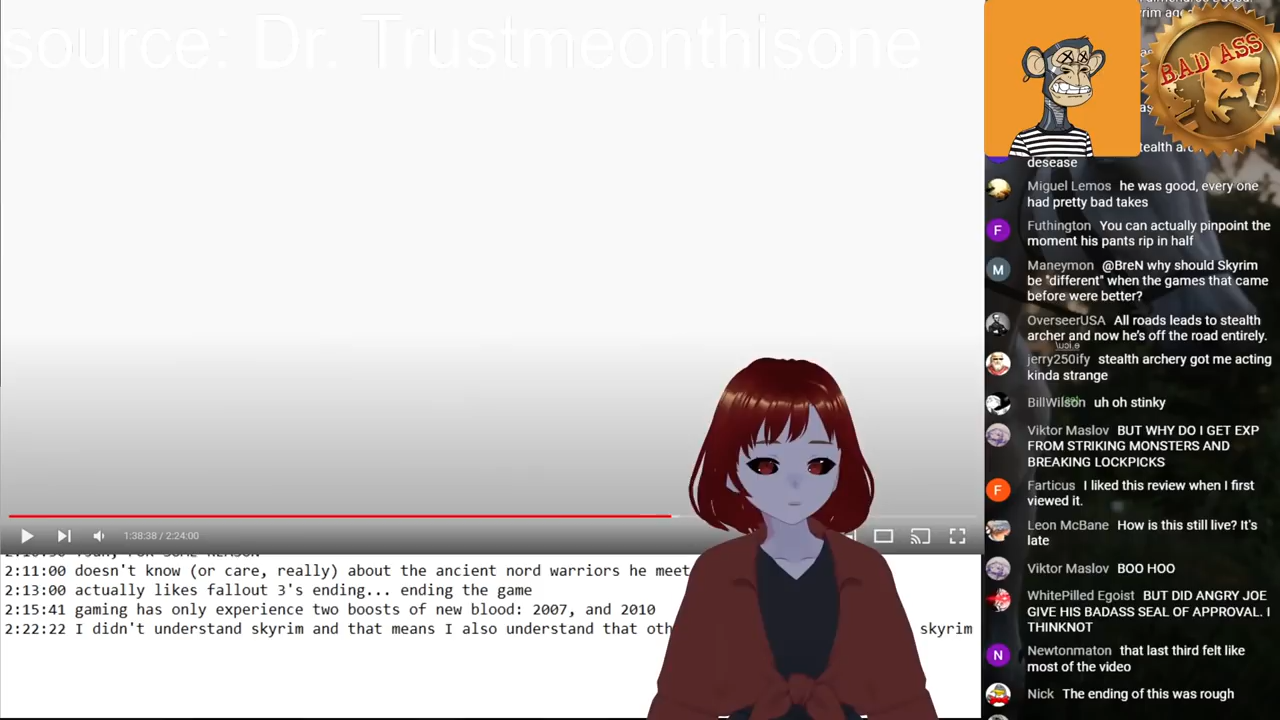 source: Dr. Trustmeonthisone
BAD ASS
desese
Miguel Lemos he was good, every one
had pretty bad takes
Futhington You can actually pinpoint the
moment his pants rip in half
Maneymon @BreN why should Skyrim
be "different" when the games that came
before were better?
OverseerUSA All roads leads to stealth
archer and now he's off the road entirely.
jerry250ify stealth archery got me acting
kinda strange
BillWilson uh oh stinky
Viktor Maslov BUT WHY DO I GET EXP
FROM STRIKING MONSTERS AND
BREAKING LOCKPICKS
Farticus I liked this review when I first
viewed it.
Leon McBane How is this still live? It's
late
Viktor Maslov BOO HOO
WhitePilled Egoist BUT DID ANGRY JOE
GIVE HIS BADASS SEAL OF APPROVAL. I
THINKNOT
Newtonmaton that last third felt like
most of the video
Nick The ending of this was rough
1:38:38 / 2:24:00
2:11:00 doesn't know (or care, really) about the ancient nord warriors he meet
2:13:00 actually likes fallout 3's ending... ending the game
2:15:41 gaming has only experience two boosts of new blood: 2007, and 2010
2:22:22 I didn't understand skyrim and that means I also understand that oth skyrim